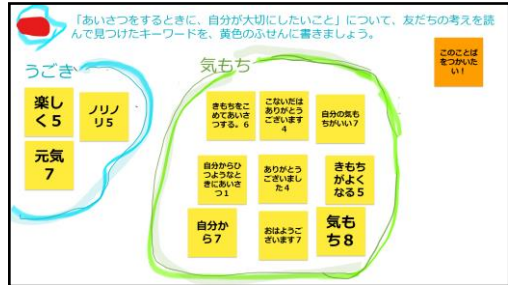 「あいさつをするときに、自分が大切にしたいこと」について、友だちの考えを読
んで見つけたキーワードを、黄色のふせんに書きましょう。
このことば
をつかいた
い!
うごき
楽し
く5
ノリノ
リ5
元気
7
気もち
きもちをこ
めてあいさ
つする。6
こないだは
ありがとう
ございます
4
自分の気も
ちがいい7
自分からひ
つようなと
きにあいさ
つ1
ありがとう
ございまし
た4
きもち
がよく
なる5
自分か
ら7
おはようご
ざいます7
気も
ち8